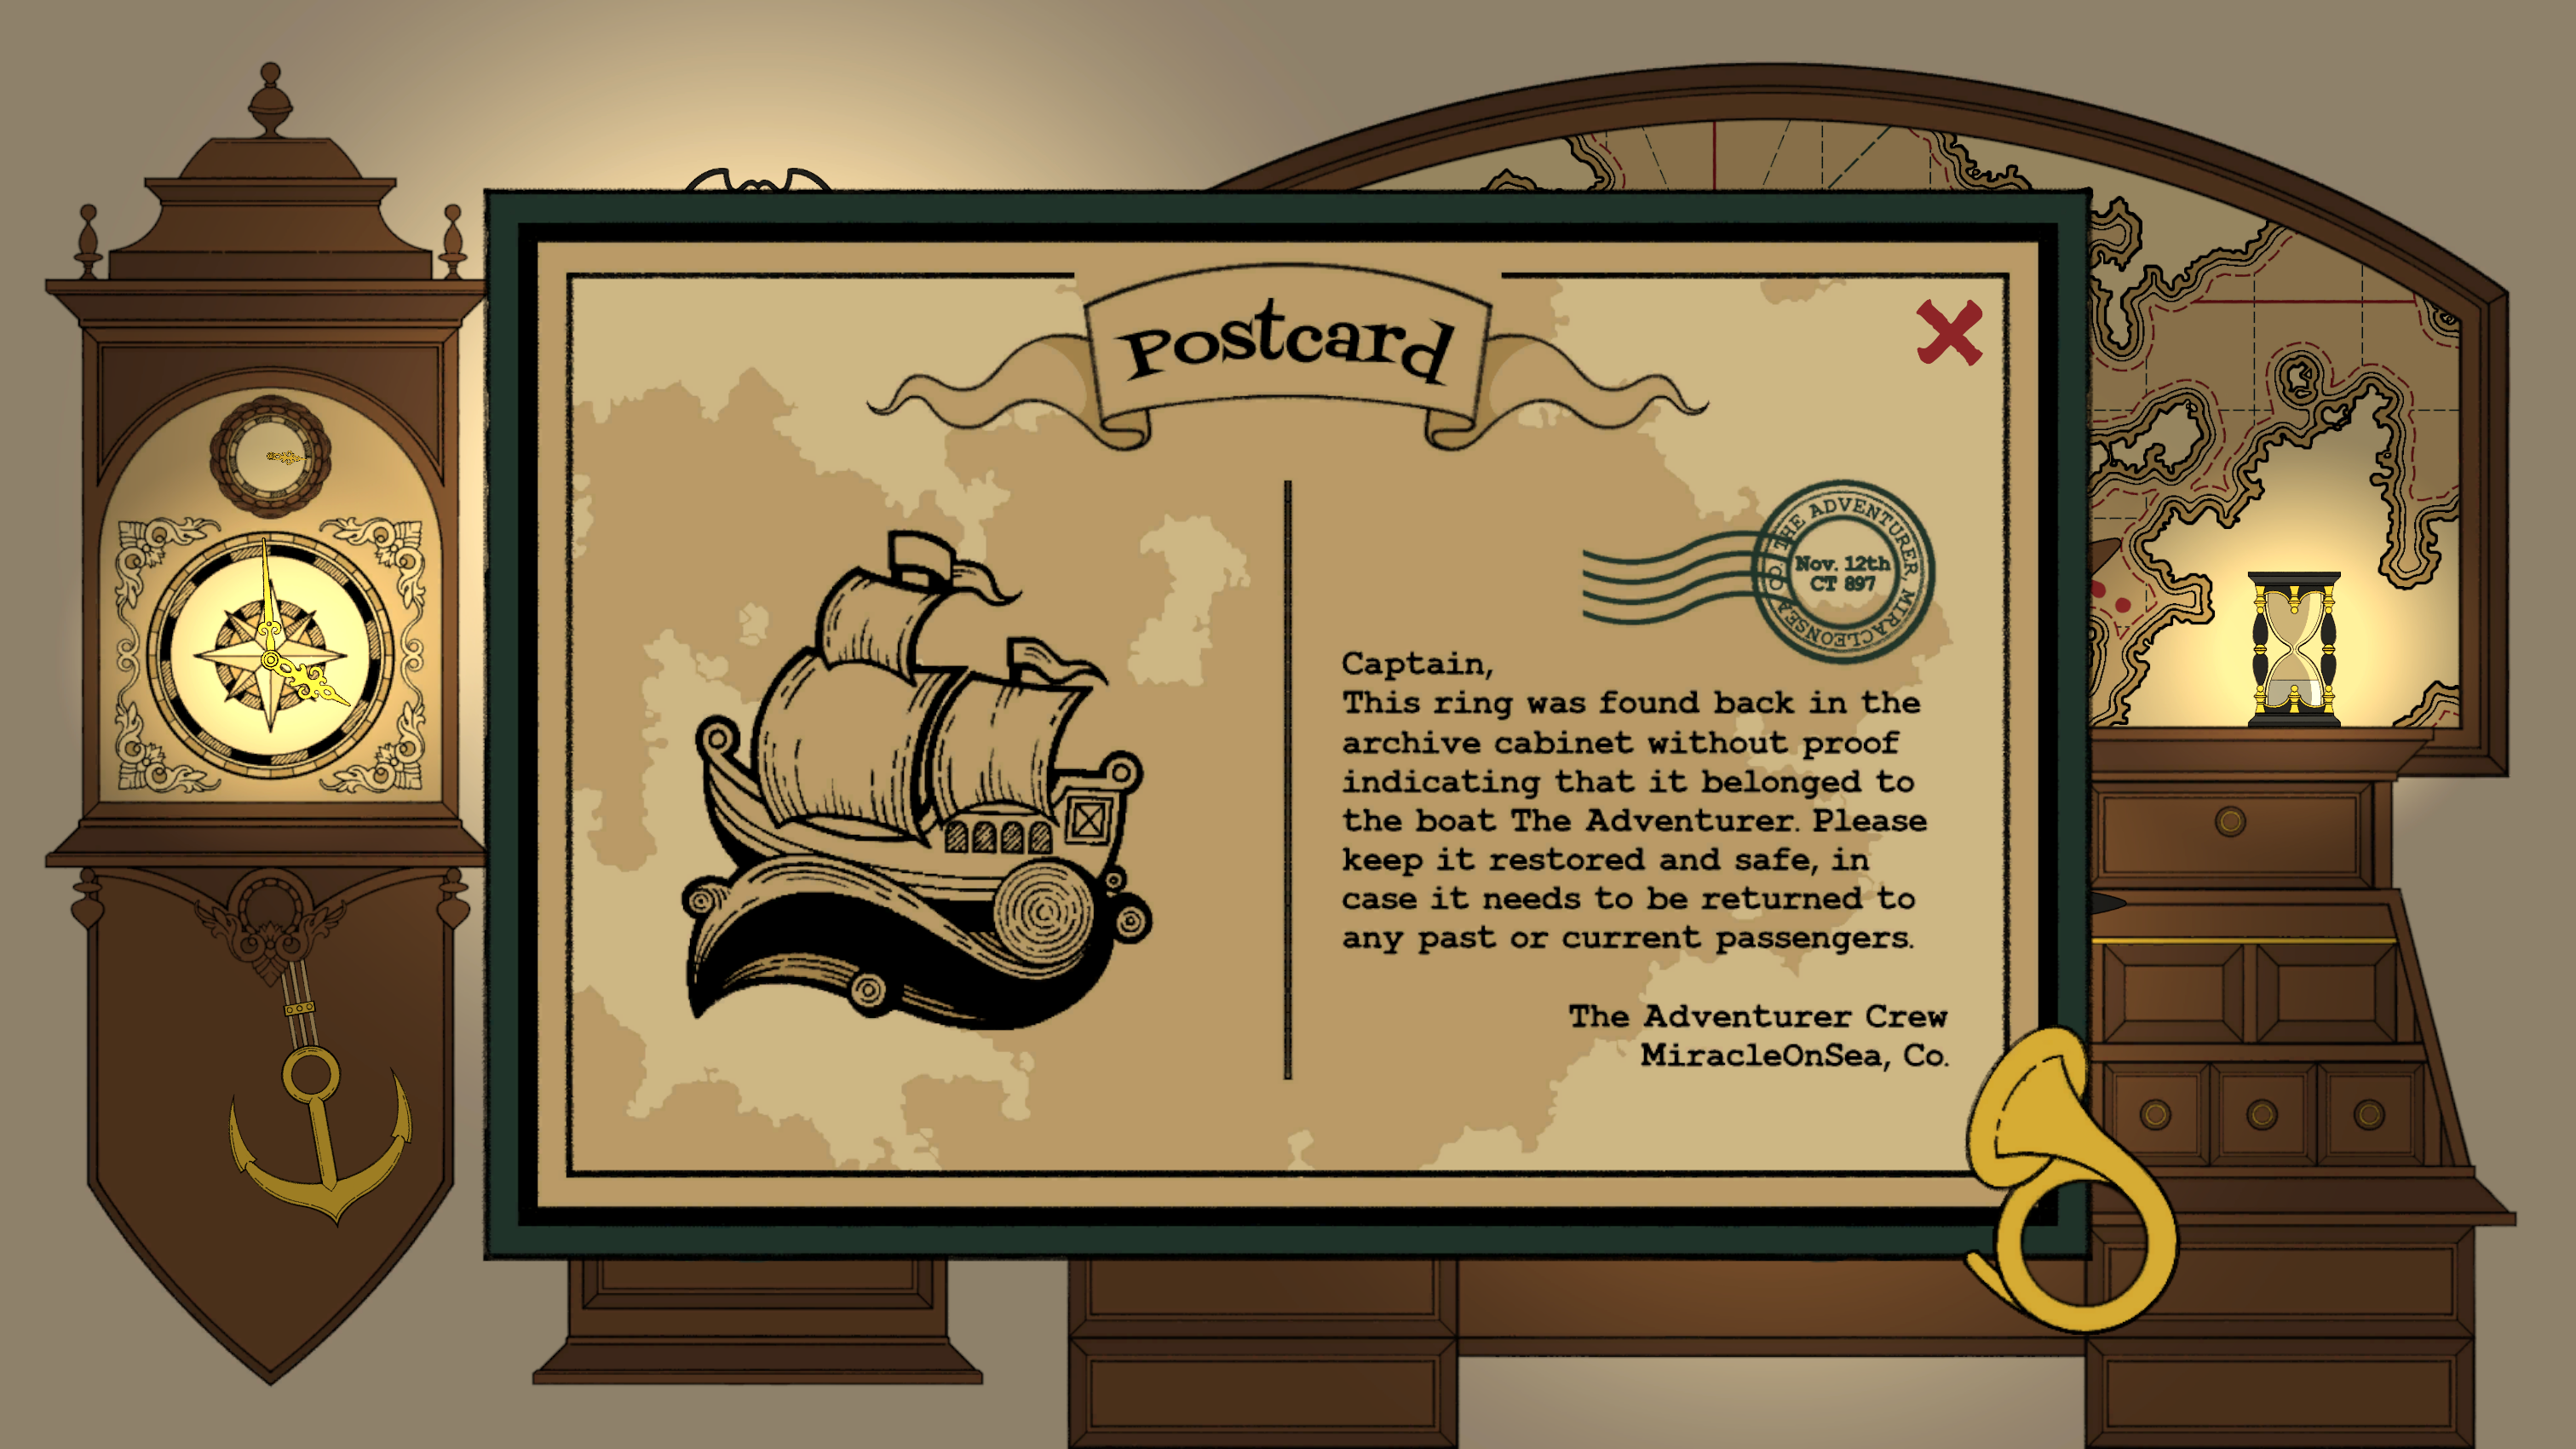 Postcard
THE ADVENTURER, MIRACLEONSEA CO.
Nov. 12th
CT 897
Captain,
This ring was found back in the
archive cabinet without proof
indicating that it belonged to
the boat The Adventurer. Please
keep it restored and safe, in
case it needs to be returned to
any past or current passengers.
The Adventurer Crew
MiracleOnSea, Co.